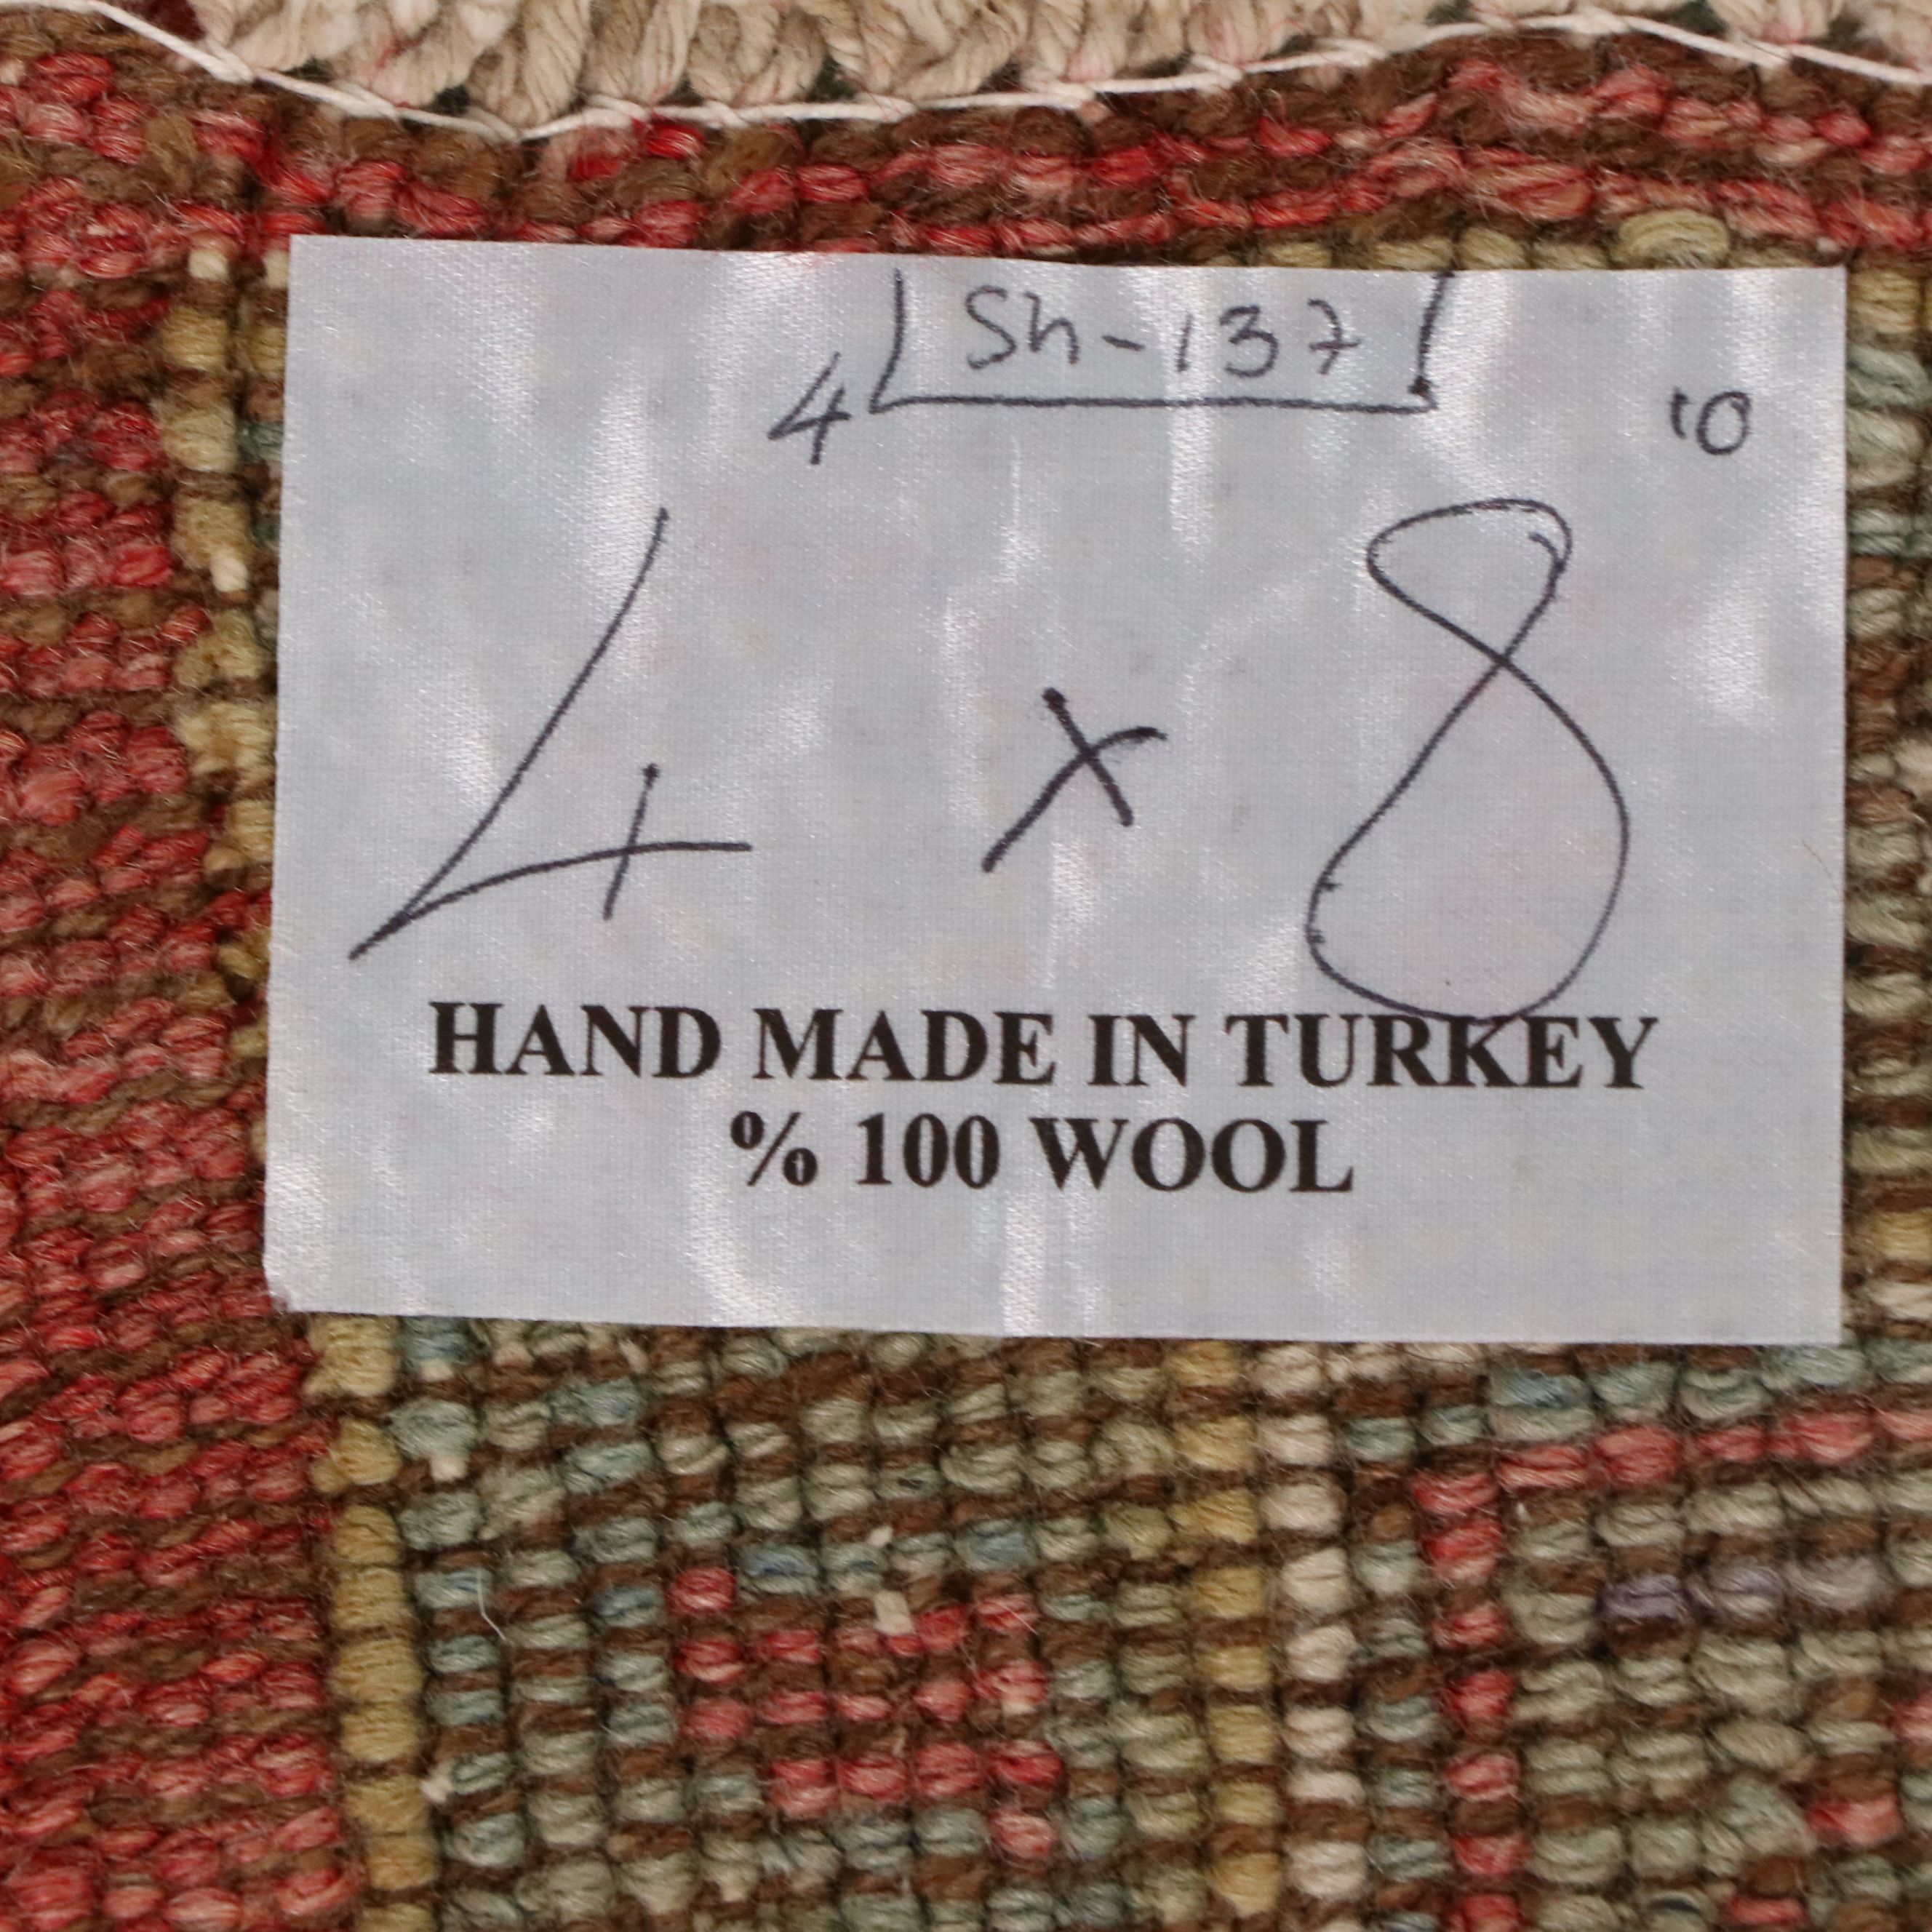 Sh-137
4 10
4 x 8
HAND MADE IN TURKEY
% 100 WOOL